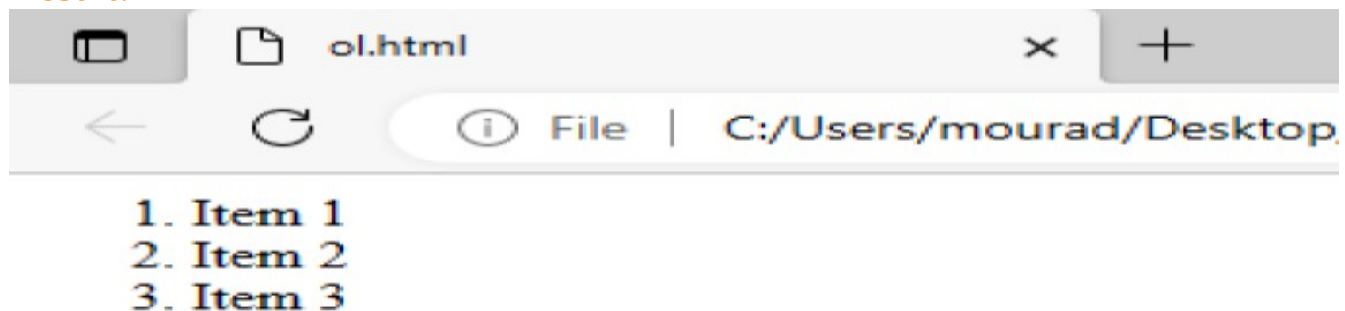 ol.html
File | C:/Users/mourad/Desktop
1. Item 1
2. Item 2
3. Item 3